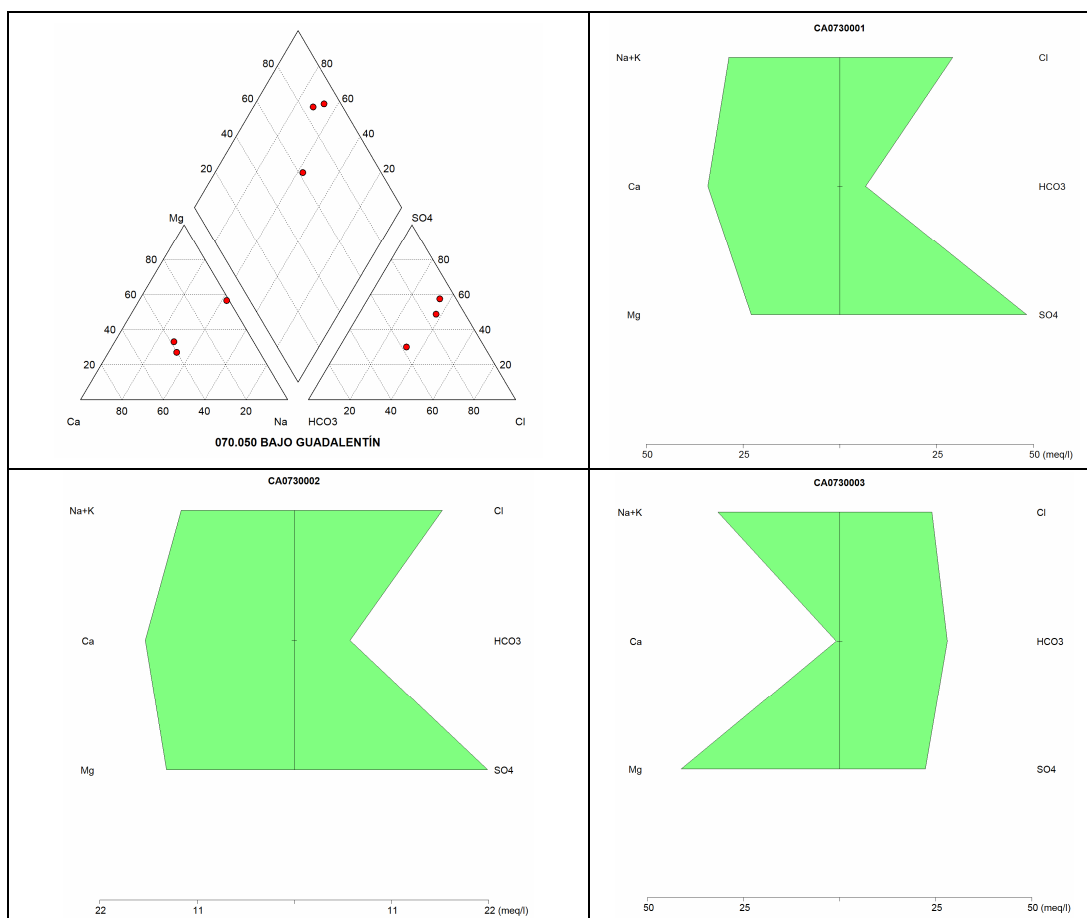 80 80
60 60
40 40
20 20
Mg SO4
80 80
60 60
40 40
20 20
80 60 40 20 20 40 60 80
Ca Na HCO3 Cl
070.050 BAJO GUADALENTÍN
CA0730001
Na+K Cl
Ca HCO3
Mg SO4
50 25 25 50 (meq/l)
CA0730002
Na+K Cl
Ca HCO3
Mg SO4
22 11 11 22 (meq/l)
CA0730003
Na+K Cl
Ca HCO3
Mg SO4
50 25 25 50 (meq/l)